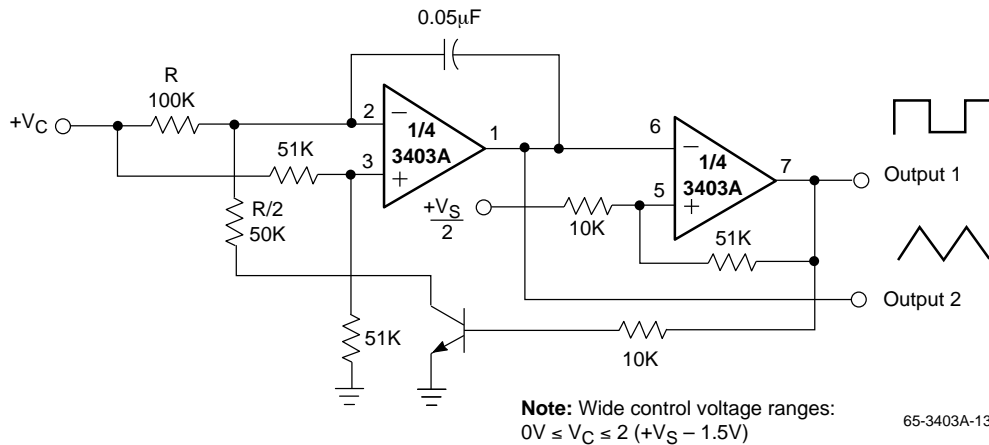 0.05µF
R
100K
+VC
2
–
1/4
3403A
1
51K
3
+
R/2
50K
51K
6
–
1/4
3403A
7
Output 1
+VS
2
10K
5
+
51K
Output 2
10K
Note: Wide control voltage ranges:
0V ≤ VC ≤ 2 (+VS – 1.5V)
65-3403A-13